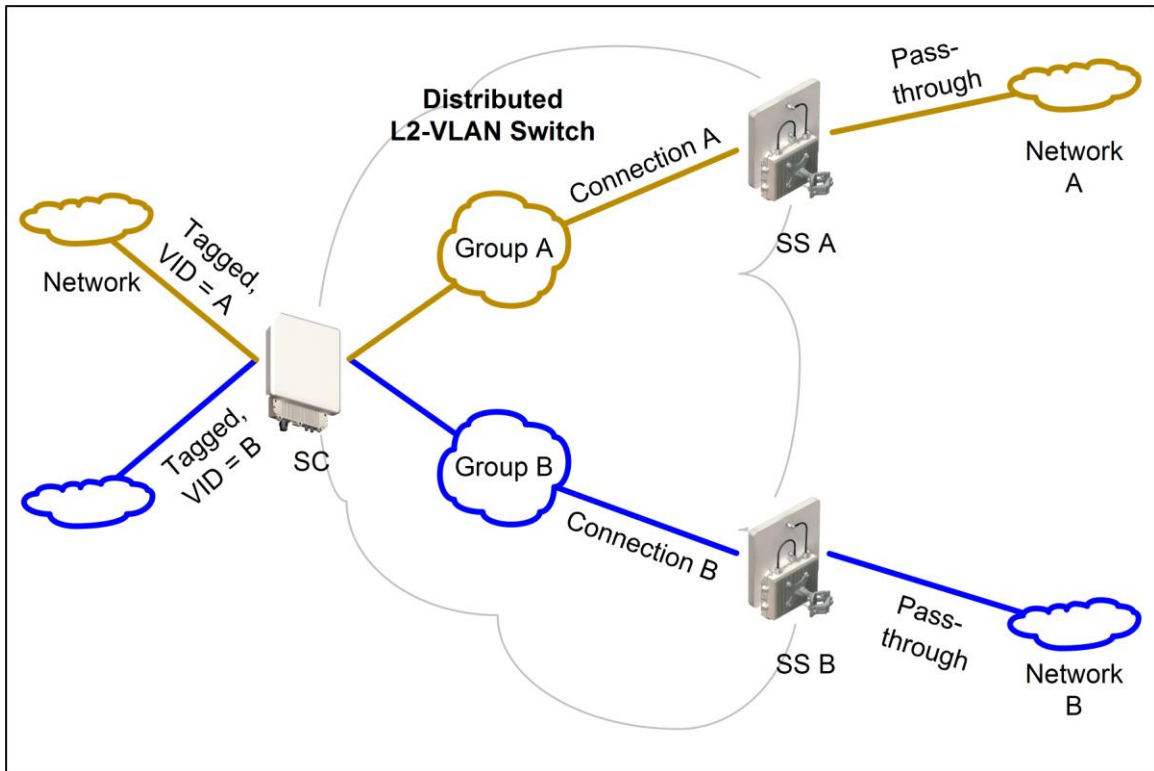 Distributed
L2-VLAN Switch
Pass-
through
Connection A
Network
A
Group A
SS A
Tagged,
VID = A
Network
Tagged,
VID = B
SC
Group B
Connection B
SS B
Pass-
through
Network
B